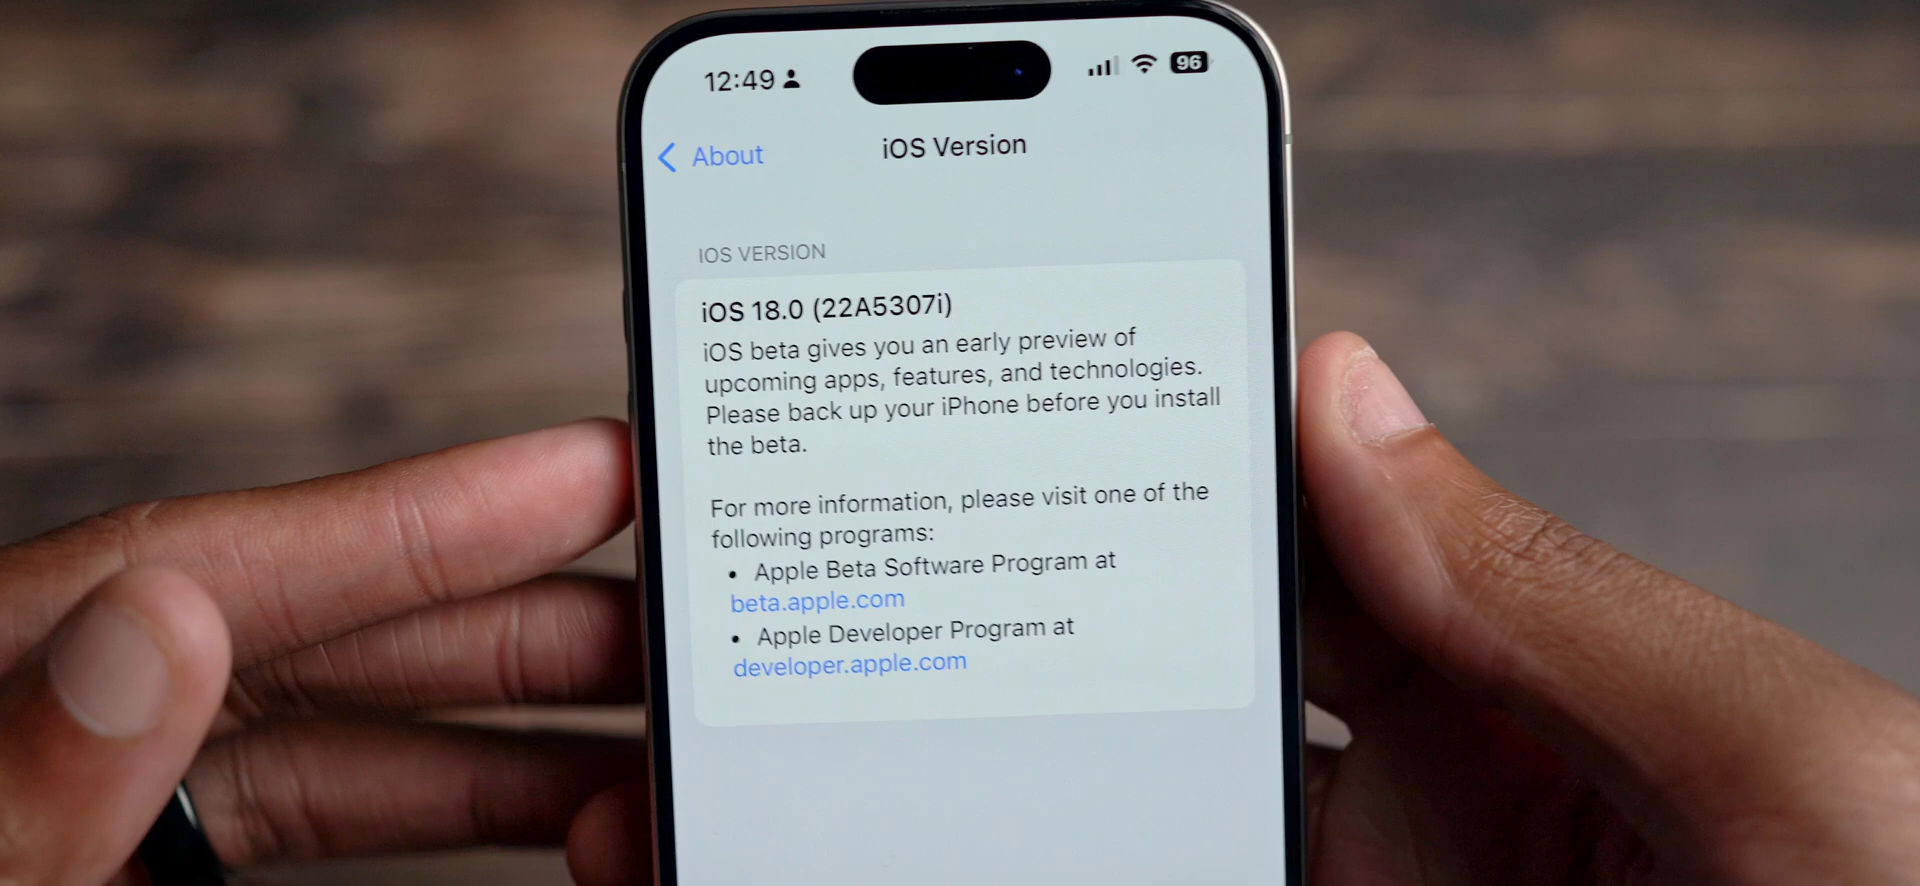 12:49
96
About
iOS Version
IOS VERSION
iOS 18.0 (22A5307i)
iOS beta gives you an early preview of
upcoming apps, features, and technologies.
Please back up your iPhone before you install
the beta.
For more information, please visit one of the
following programs:
• Apple Beta Software Program at
beta.apple.com
• Apple Developer Program at
developer.apple.com